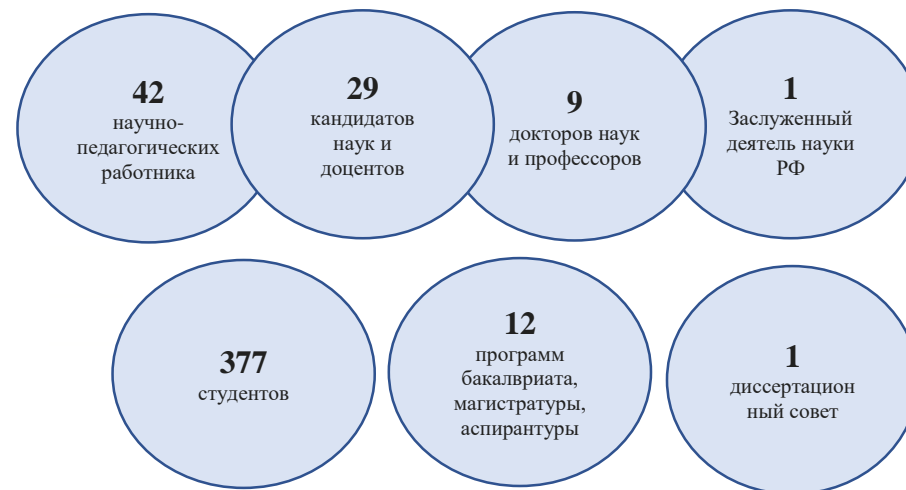 42
научно-
педагогических
работника
29
кандидатов
наук и
доцентов
9
докторов наук
и профессоров
1
Заслуженный
деятель науки
РФ
377
студентов
12
программ
бакалвриата,
магистратуры,
аспирантуры
1
диссертацион
ный совет